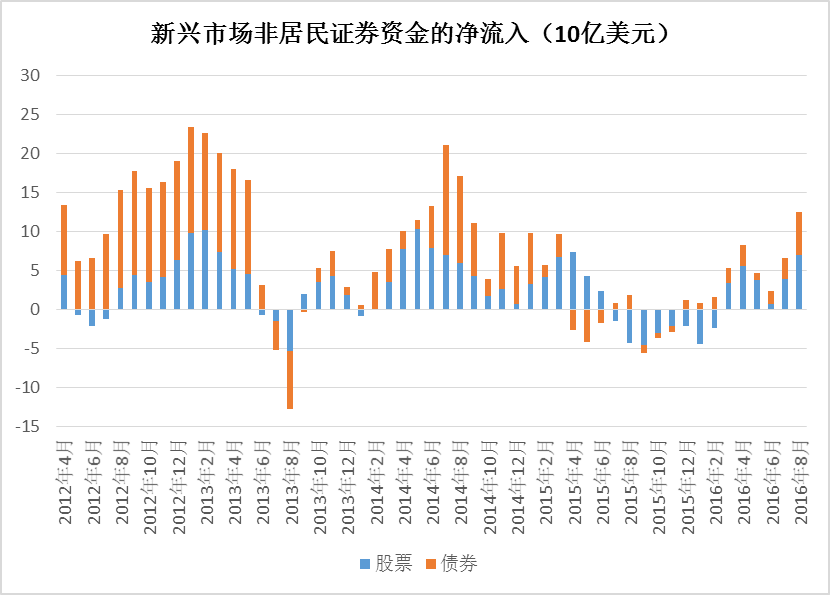 新兴市场非居民证券资金的净流入（10亿美元）
30
25
20
15
10
5
0
-5
-10
-15
2012年4月
2012年6月
2012年8月
2012年10月
2012年12月
2013年2月
2013年4月
2013年6月
2013年8月
2013年10月
2013年12月
2014年2月
2014年4月
2014年6月
2014年8月
2014年10月
2014年12月
2015年2月
2015年4月
2015年6月
2015年8月
2015年10月
2015年12月
2016年2月
2016年4月
2016年6月
2016年8月
股票 债券